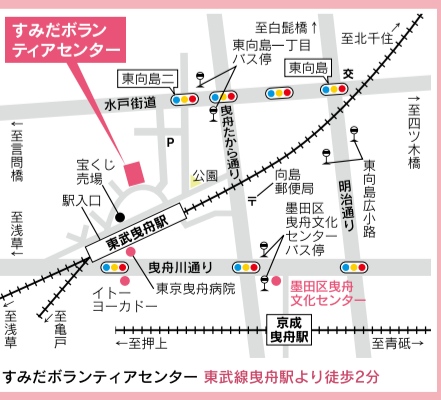 すみだボラン
ティアセンター
至白髭橋↑
至北千住
東向島一丁目
バス停
東向島二
東向島
交
水戸街道
曳舟たから通り
←至四ツ木橋
←至言問橋
P
宝くじ
売場
公園
向島
郵便局
〒
東向島広小路
明治通り
駅入口
墨田区
曳舟文化
センター
バス停
←至浅草
東武曳舟駅
曳舟川通り
イトー
ヨーカドー
東京曳舟病院
墨田区曳舟
文化センター
←至浅草
←至亀戸
京成
曳舟駅
←至押上
至青砥→
すみだボランティアセンター 東武線曳舟駅より徒歩2分